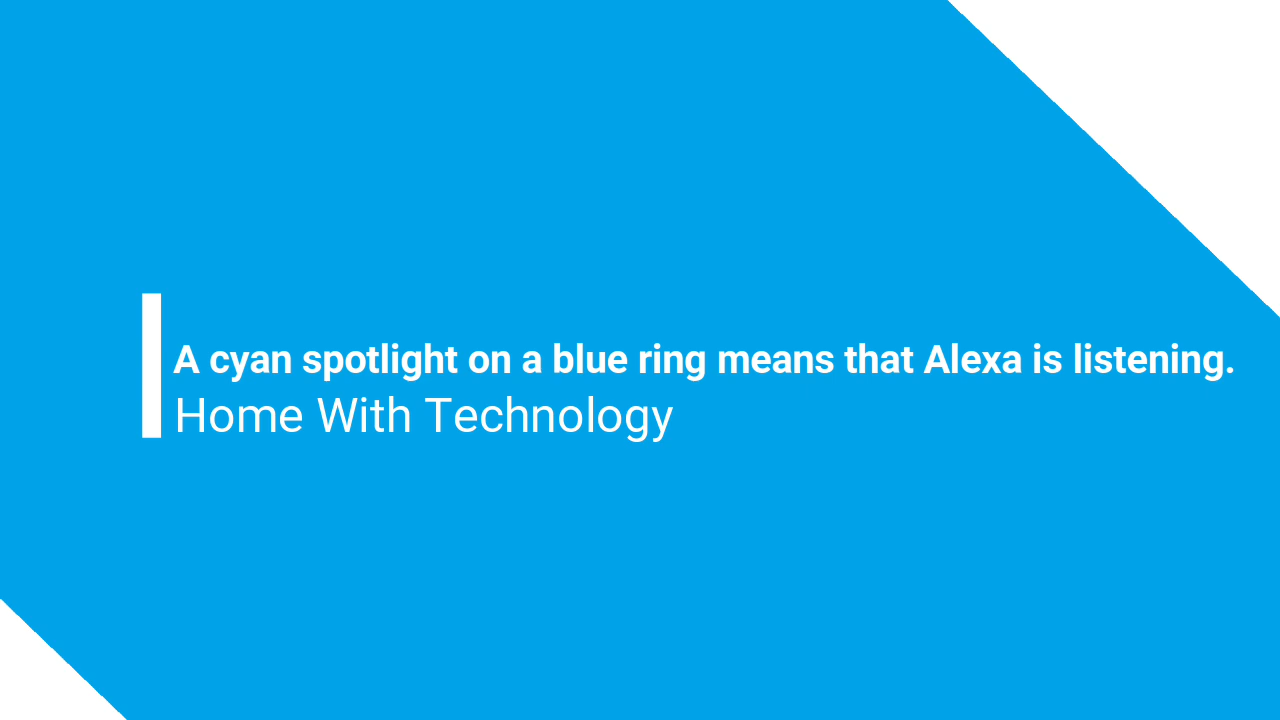 A cyan spotlight on a blue ring means that Alexa is listening.
Home With Technology